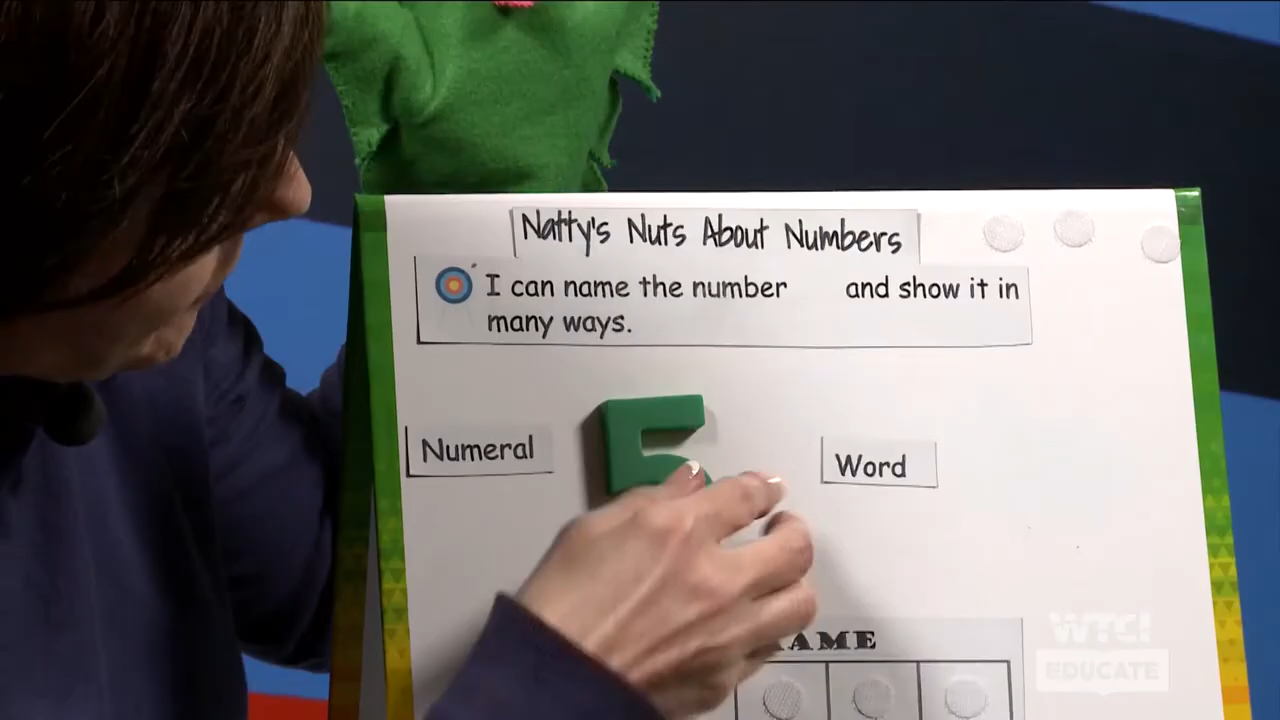 Natty's Nuts About Numbers
I can name the number and show it in
many ways.
Numeral
5
Word
AME
WTCI
EDUCATE